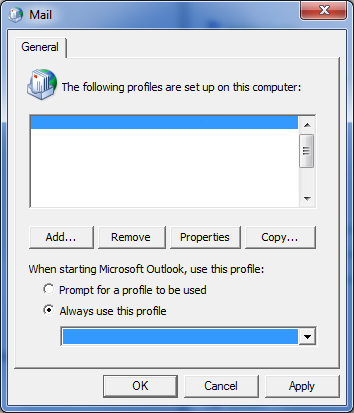 Mail
General
The following profiles are set up on this computer:
Add... Remove Properties Copy...
When starting Microsoft Outlook, use this profile:
Prompt for a profile to be used
Always use this profile
OK Cancel Apply